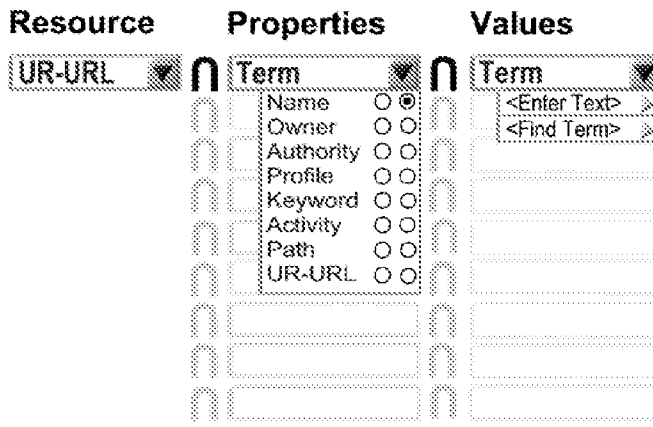 Resource Properties Values
UR-URL ∩ Term ∩ Term
Name <Enter Text>
Owner <Find Term>
Authority
Profile
Keyword
Activity
Path
UR-URL